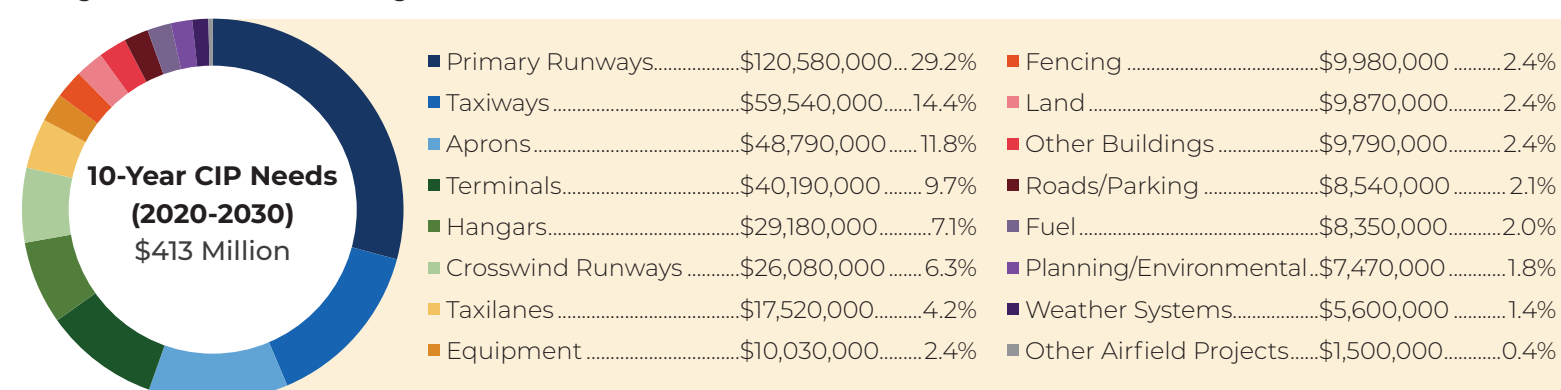 10-Year CIP Needs
(2020-2030)
$413 Million
Primary Runways.................$120,580,000... 29.2%
Taxiways.................................$59,540,000......14.4%
Aprons.....................................$48,790,000......11.8%
Terminals................................$40,190,000.......9.7%
Hangars...................................$29,180,000........7.1%
Crosswind Runways..........$26,080,000.......6.3%
Taxilanes.................................$17,520,000.........4.2%
Equipment............................$10,030,000........2.4%
Fencing....................................$9,980,000..........2.4%
Land..........................................$9,870,000..........2.4%
Other Buildings...................$9,790,000..........2.4%
Roads/Parking.....................$8,540,000...........2.1%
Fuel............................................$8,350,000..........2.0%
Planning/Environmental..$7,470,000............1.8%
Weather Systems................$5,600,000...........1.4%
Other Airfield Projects......$1,500,000...........0.4%